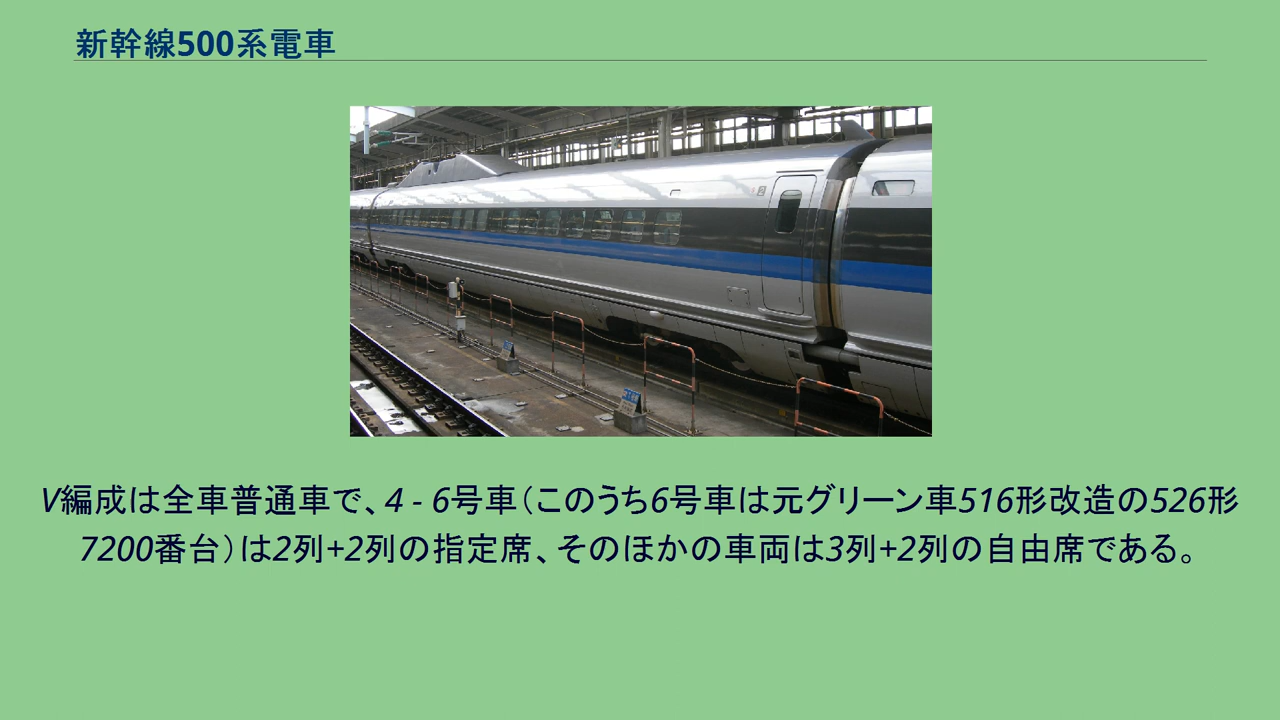 新幹線500系電車
V編成は全車普通車で、4 - 6号車（このうち6号車は元グリーン車516形改造の526形
7200番台）は2列+2列の指定席、そのほかの車両は3列+2列の自由席である。